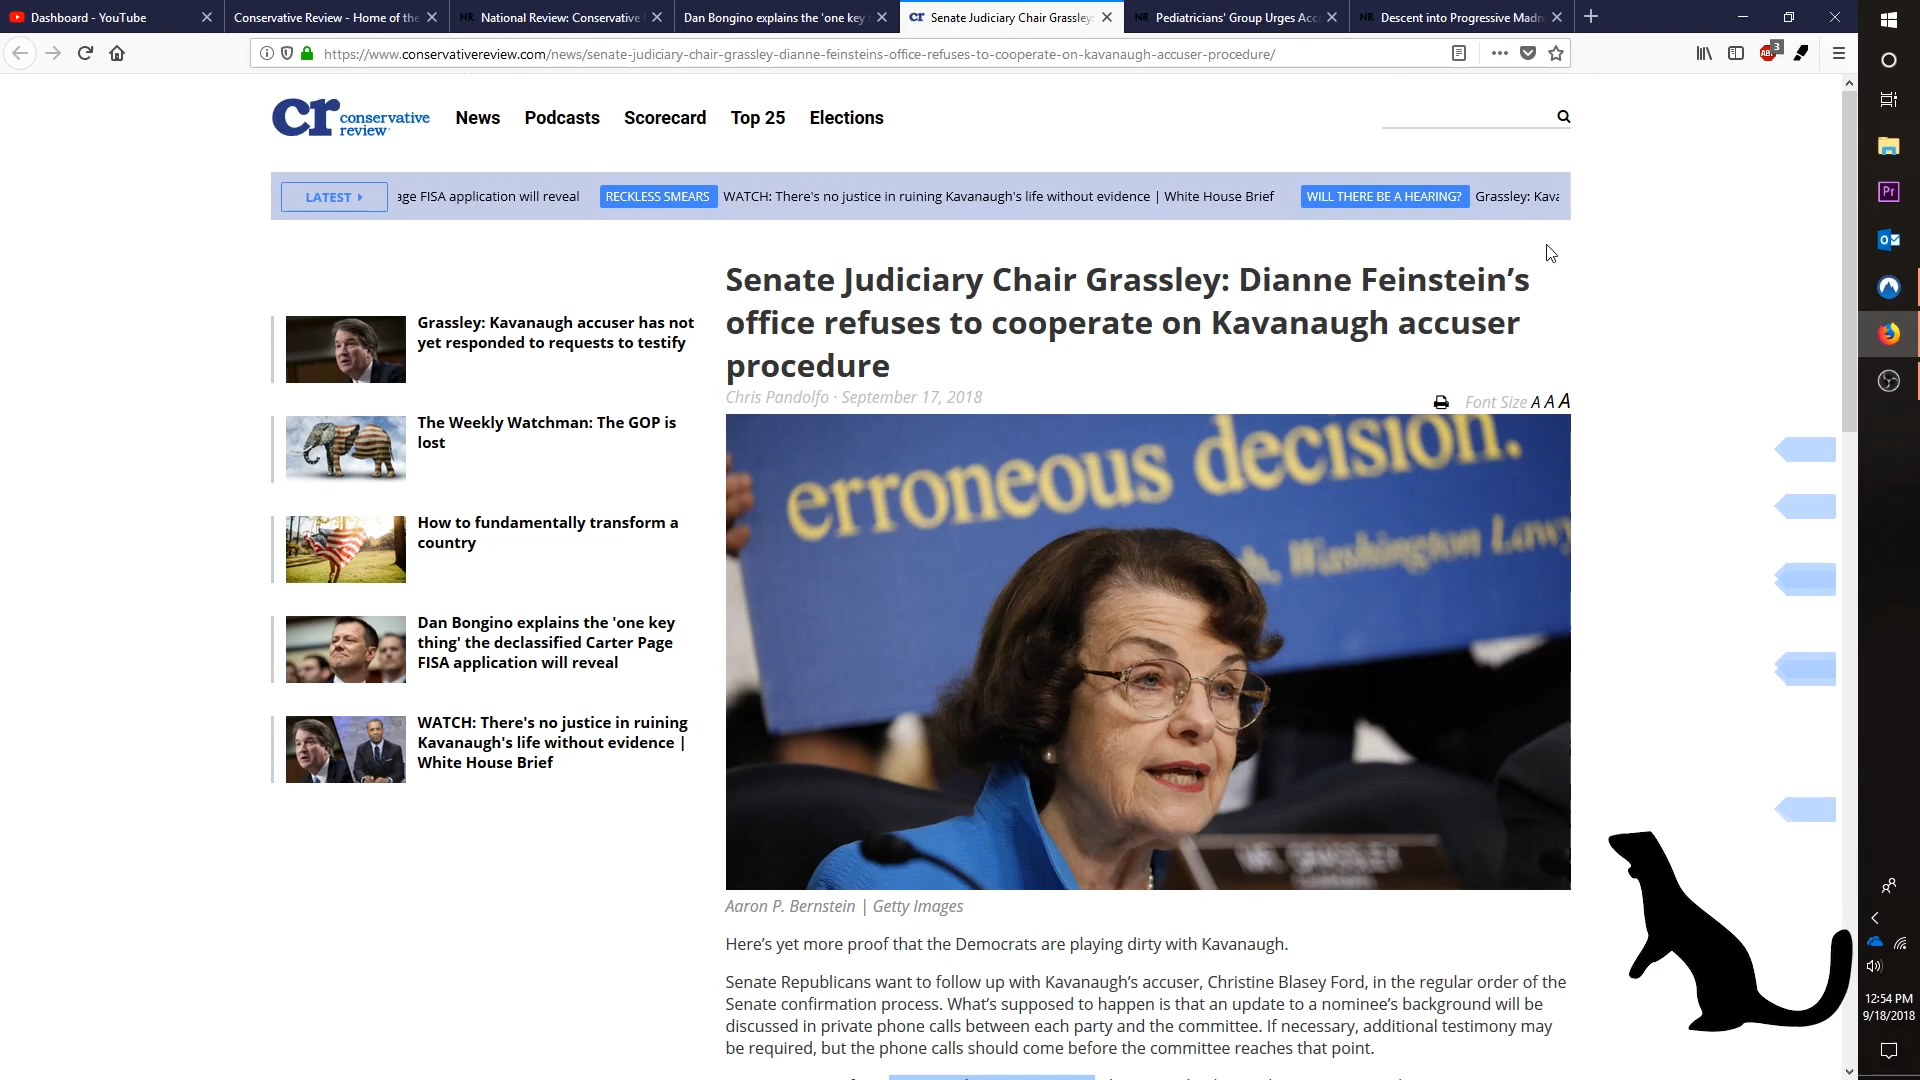 Dashboard - YouTube
Conservative Review - Home of the
NR National Review: Conservative
Dan Bongino explains the 'one key
cr Senate Judiciary Chair Grassley:
NR Pediatricians' Group Urges Acc
NR Descent into Progressive Madn
https://www.conservativereview.com/news/senate-judiciary-chair-grassley-dianne-feinsteins-office-refuses-to-cooperate-on-kavanaugh-accuser-procedure/
ABP 3
cr conservative
review
News Podcasts Scorecard Top 25 Elections
LATEST
age FISA application will reveal RECKLESS SMEARS WATCH: There's no justice in ruining Kavanaugh's life without evidence | White House Brief WILL THERE BE A HEARING? Grassley: Kava
Senate Judiciary Chair Grassley: Dianne Feinstein’s
office refuses to cooperate on Kavanaugh accuser
procedure
Chris Pandolfo · September 17, 2018
Font Size A A A
Grassley: Kavanaugh accuser has not
yet responded to requests to testify
The Weekly Watchman: The GOP is
lost
How to fundamentally transform a
country
Dan Bongino explains the 'one key
thing' the declassified Carter Page
FISA application will reveal
WATCH: There's no justice in ruining
Kavanaugh's life without evidence |
White House Brief
erroneous decision.
Washington Lawy
MR. GRASSLEY
Aaron P. Bernstein | Getty Images
Here’s yet more proof that the Democrats are playing dirty with Kavanaugh.
Senate Republicans want to follow up with Kavanaugh’s accuser, Christine Blasey Ford, in the regular order of the
Senate confirmation process. What’s supposed to happen is that an update to a nominee’s background will be
discussed in private phone calls between each party and the committee. If necessary, additional testimony may
be required, but the phone calls should come before the committee reaches that point.
Pr
12:54 PM
9/18/2018